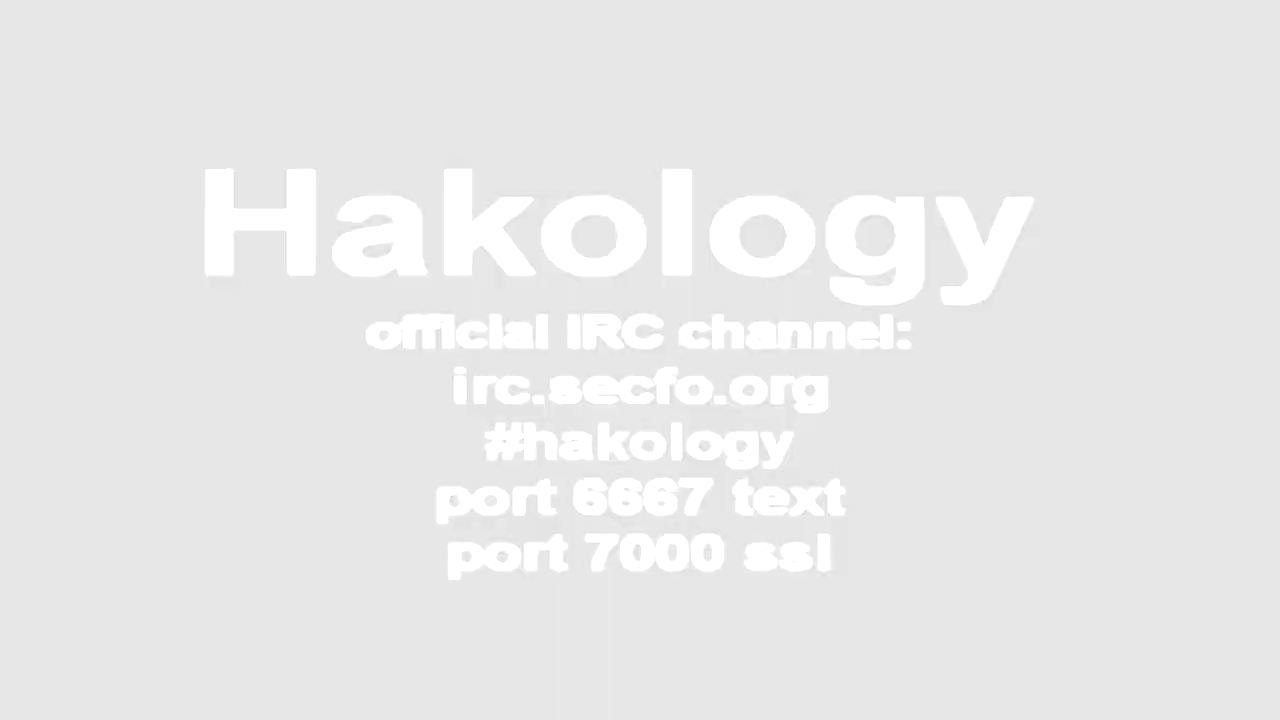 Hakology
official IRC channel:
irc.secfo.org
#hakology
port 6667 text
port 7000 ssl